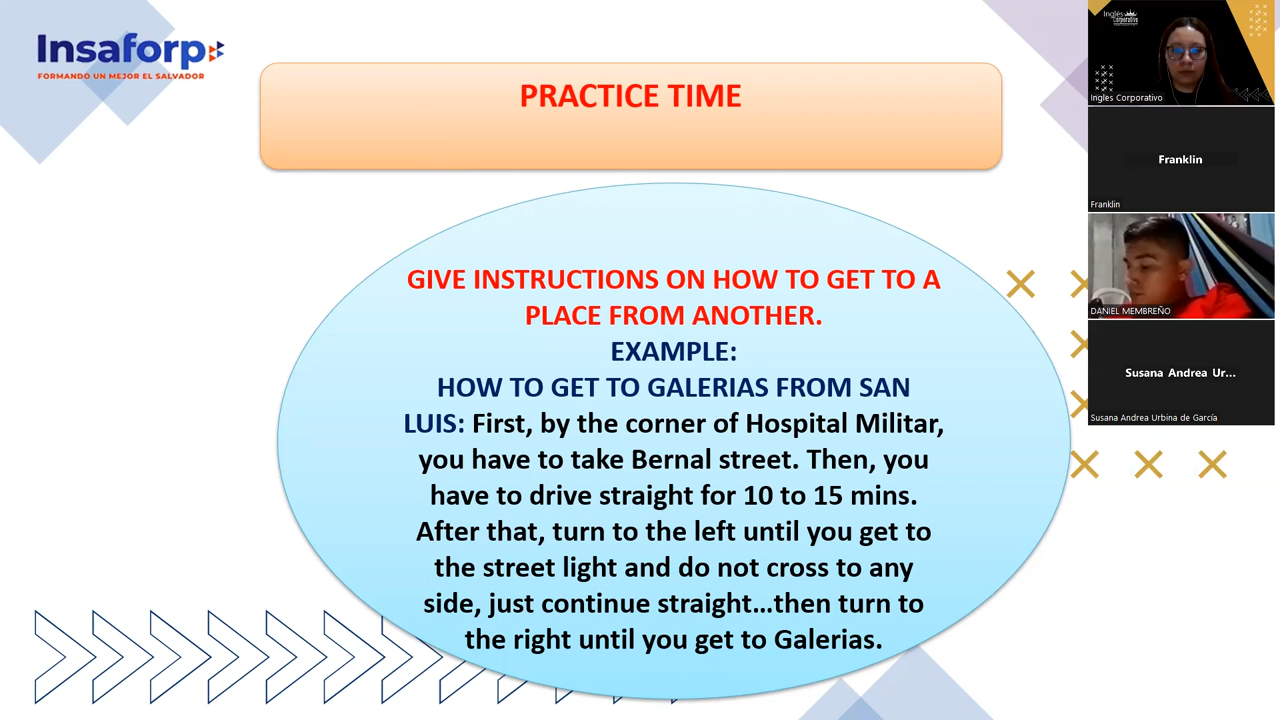 Insaforp
FORMANDO UN MEJOR EL SALVADOR
PRACTICE TIME
GIVE INSTRUCTIONS ON HOW TO GET TO A
PLACE FROM ANOTHER.
EXAMPLE:
HOW TO GET TO GALERIAS FROM SAN
LUIS: First, by the corner of Hospital Militar,
you have to take Bernal street. Then, you
have to drive straight for 10 to 15 mins.
After that, turn to the left until you get to
the street light and do not cross to any
side, just continue straight...then turn to
the right until you get to Galerias.
Inglés
Corporativo
Ingles Corporativo
Franklin
Franklin
DANIEL MEMBREÑO
Susana Andrea Ur...
Susana Andrea Urbina de García